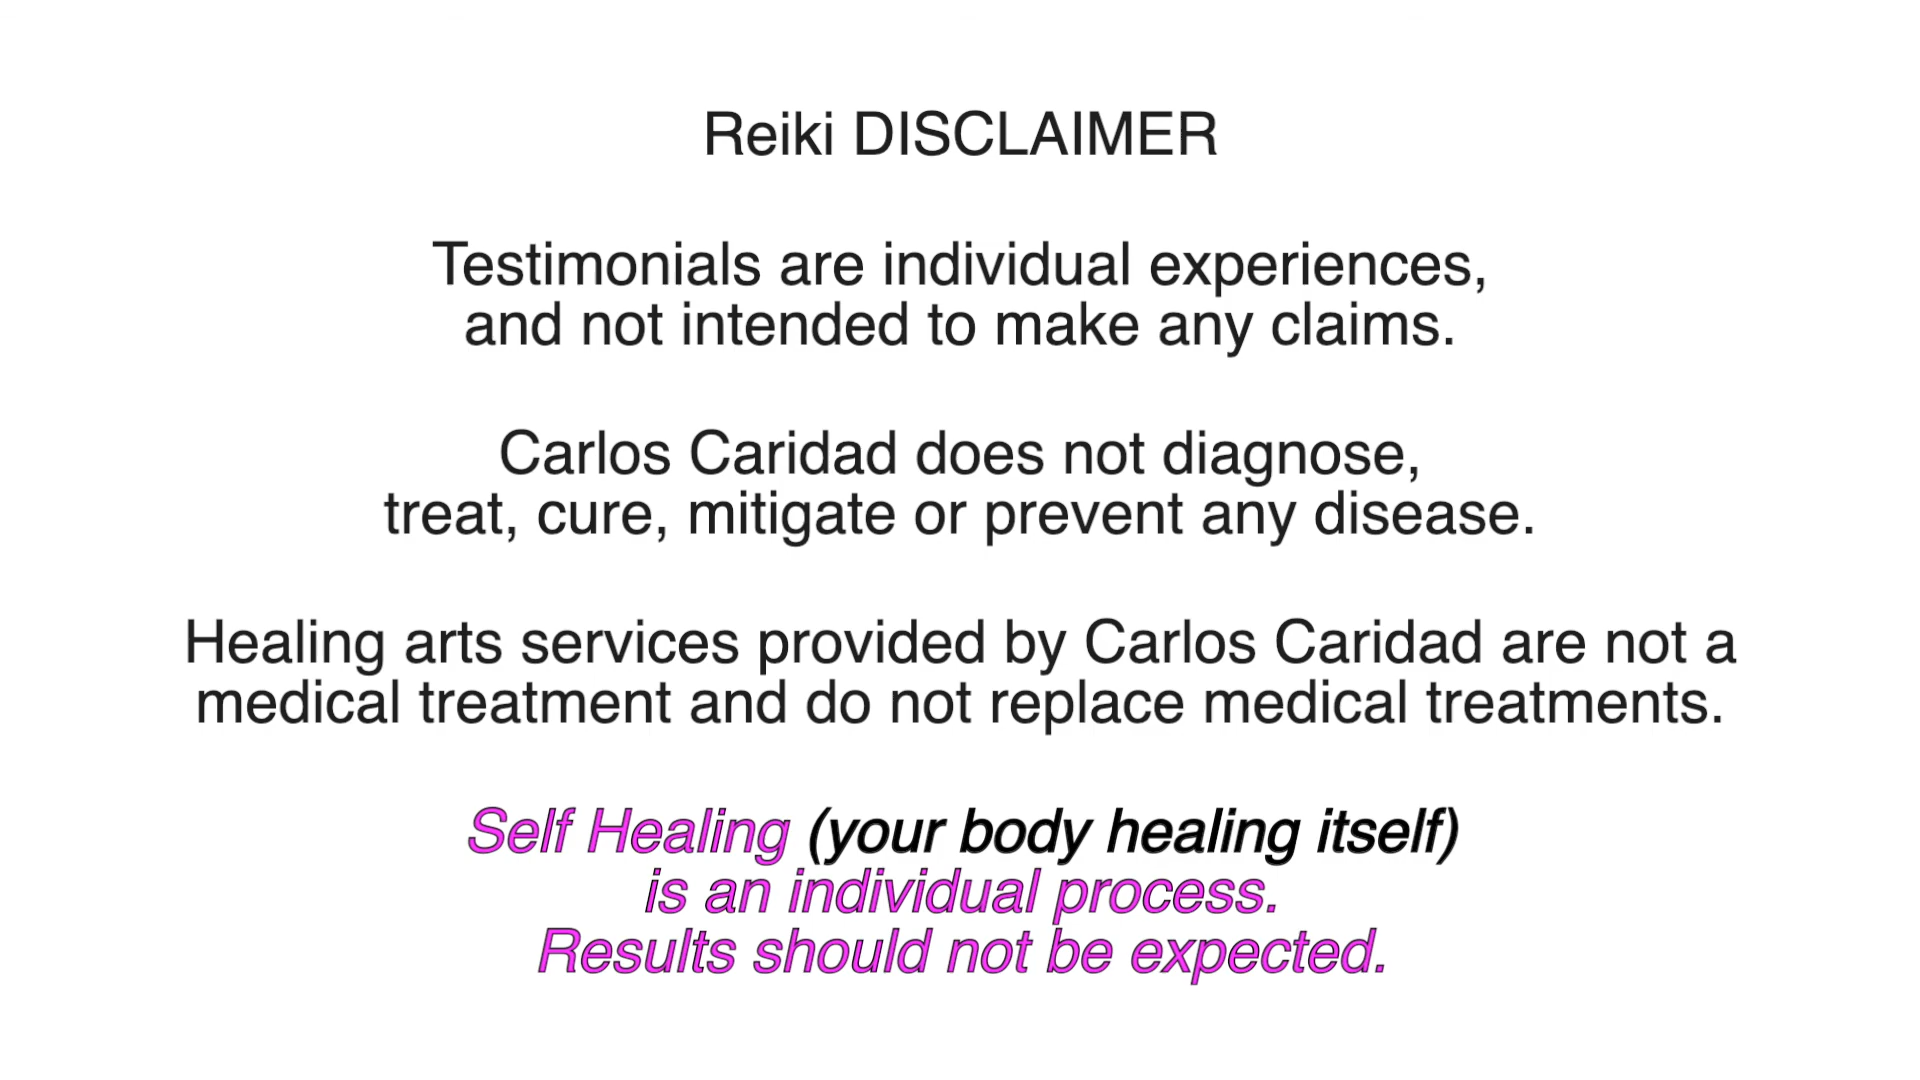 Reiki DISCLAIMER
Testimonials are individual experiences,
and not intended to make any claims.
Carlos Caridad does not diagnose,
treat, cure, mitigate or prevent any disease.
Healing arts services provided by Carlos Caridad are not a
medical treatment and do not replace medical treatments.
Self Healing (your body healing itself)
is an individual process.
Results should not be expected.